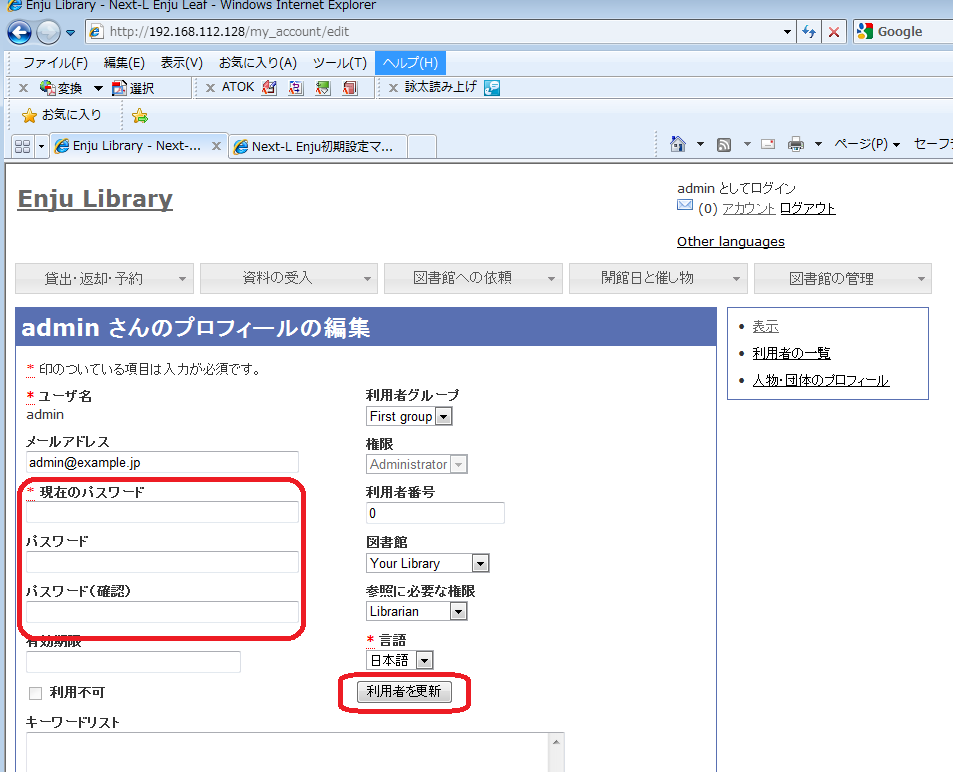 Enju Library - Next-L Enju Leaf - Windows Internet Explorer
http://192.168.112.128/my_account/edit
Google
ファイル(F) 編集(E) 表示(V) お気に入り(A) ツール(T) ヘルプ(H)
変換 選択 ATOK 詠太読み上げ
お気に入り
Enju Library - Next-... Next-L Enju初期設定マ...
ページ(P) セーフテ
Enju Library
admin としてログイン
(0) アカウント ログアウト
Other languages
貸出・返却・予約 資料の受入 図書館への依頼 開館日と催し物 図書館の管理
admin さんのプロフィールの編集
表示
利用者の一覧
人物・団体のプロフィール
* 印のついている項目は入力が必須です。
* ユーザ名
admin
メールアドレス
admin@example.jp
* 現在のパスワード
パスワード
パスワード(確認)
有効期限
利用不可
キーワードリスト
利用者グループ
First group
権限
Administrator
利用者番号
0
図書館
Your Library
参照に必要な権限
Librarian
* 言語
日本語
利用者を更新